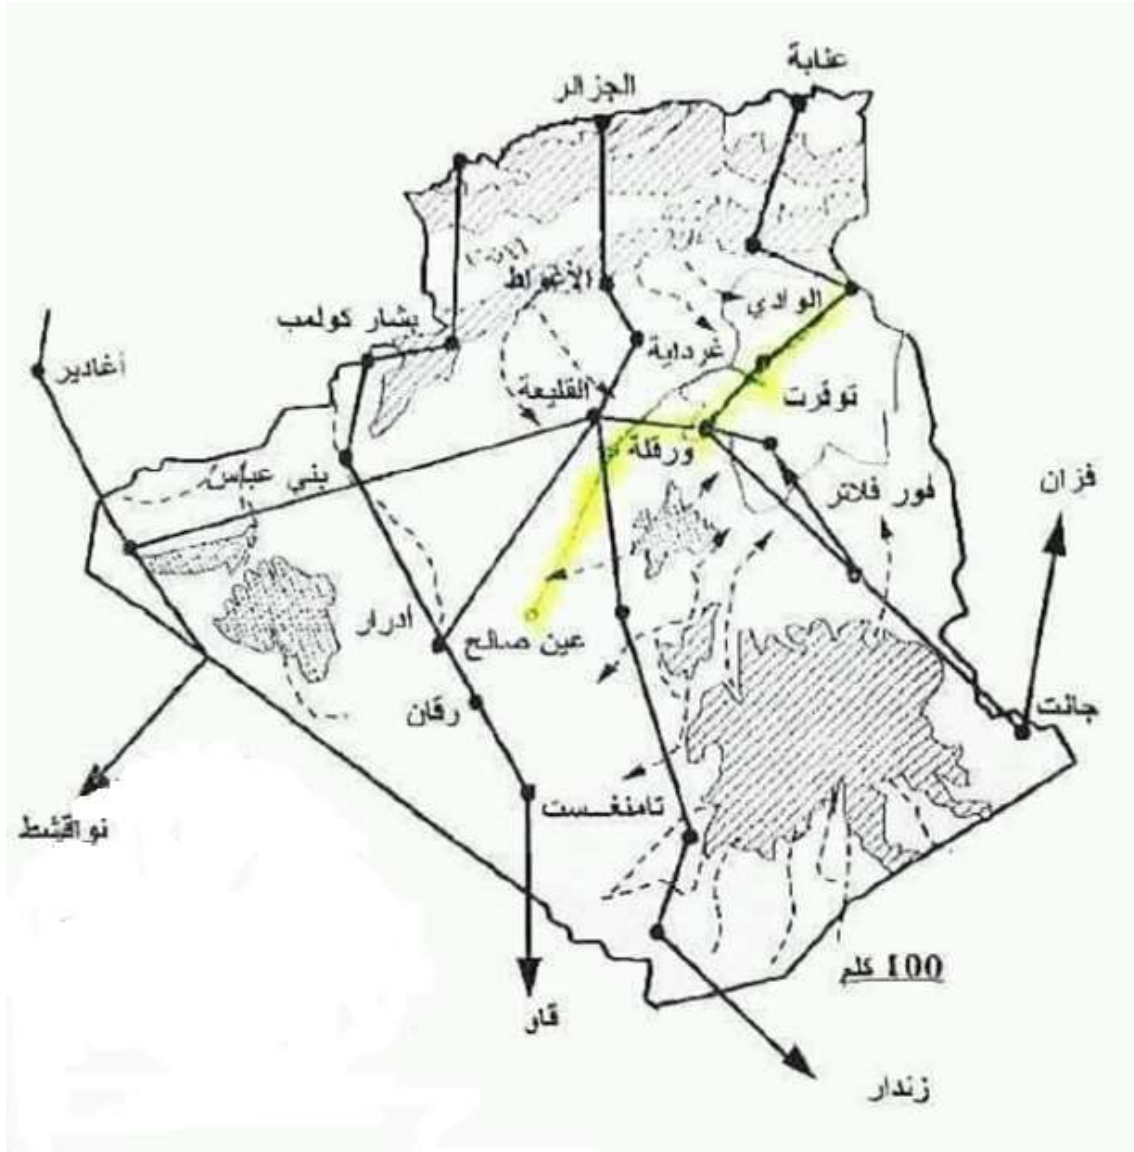 عنابة
الجزائر
الأغواط
الوادي
بشار كولمب
غرداية
أغادير
القليعة
توقرت
ورقلة
بني عباس
فور فلاتر
فزان
أدرار
عين صالح
رقان
جانت
تامنغست
نواقشط
100 كلم
قاو
زندار